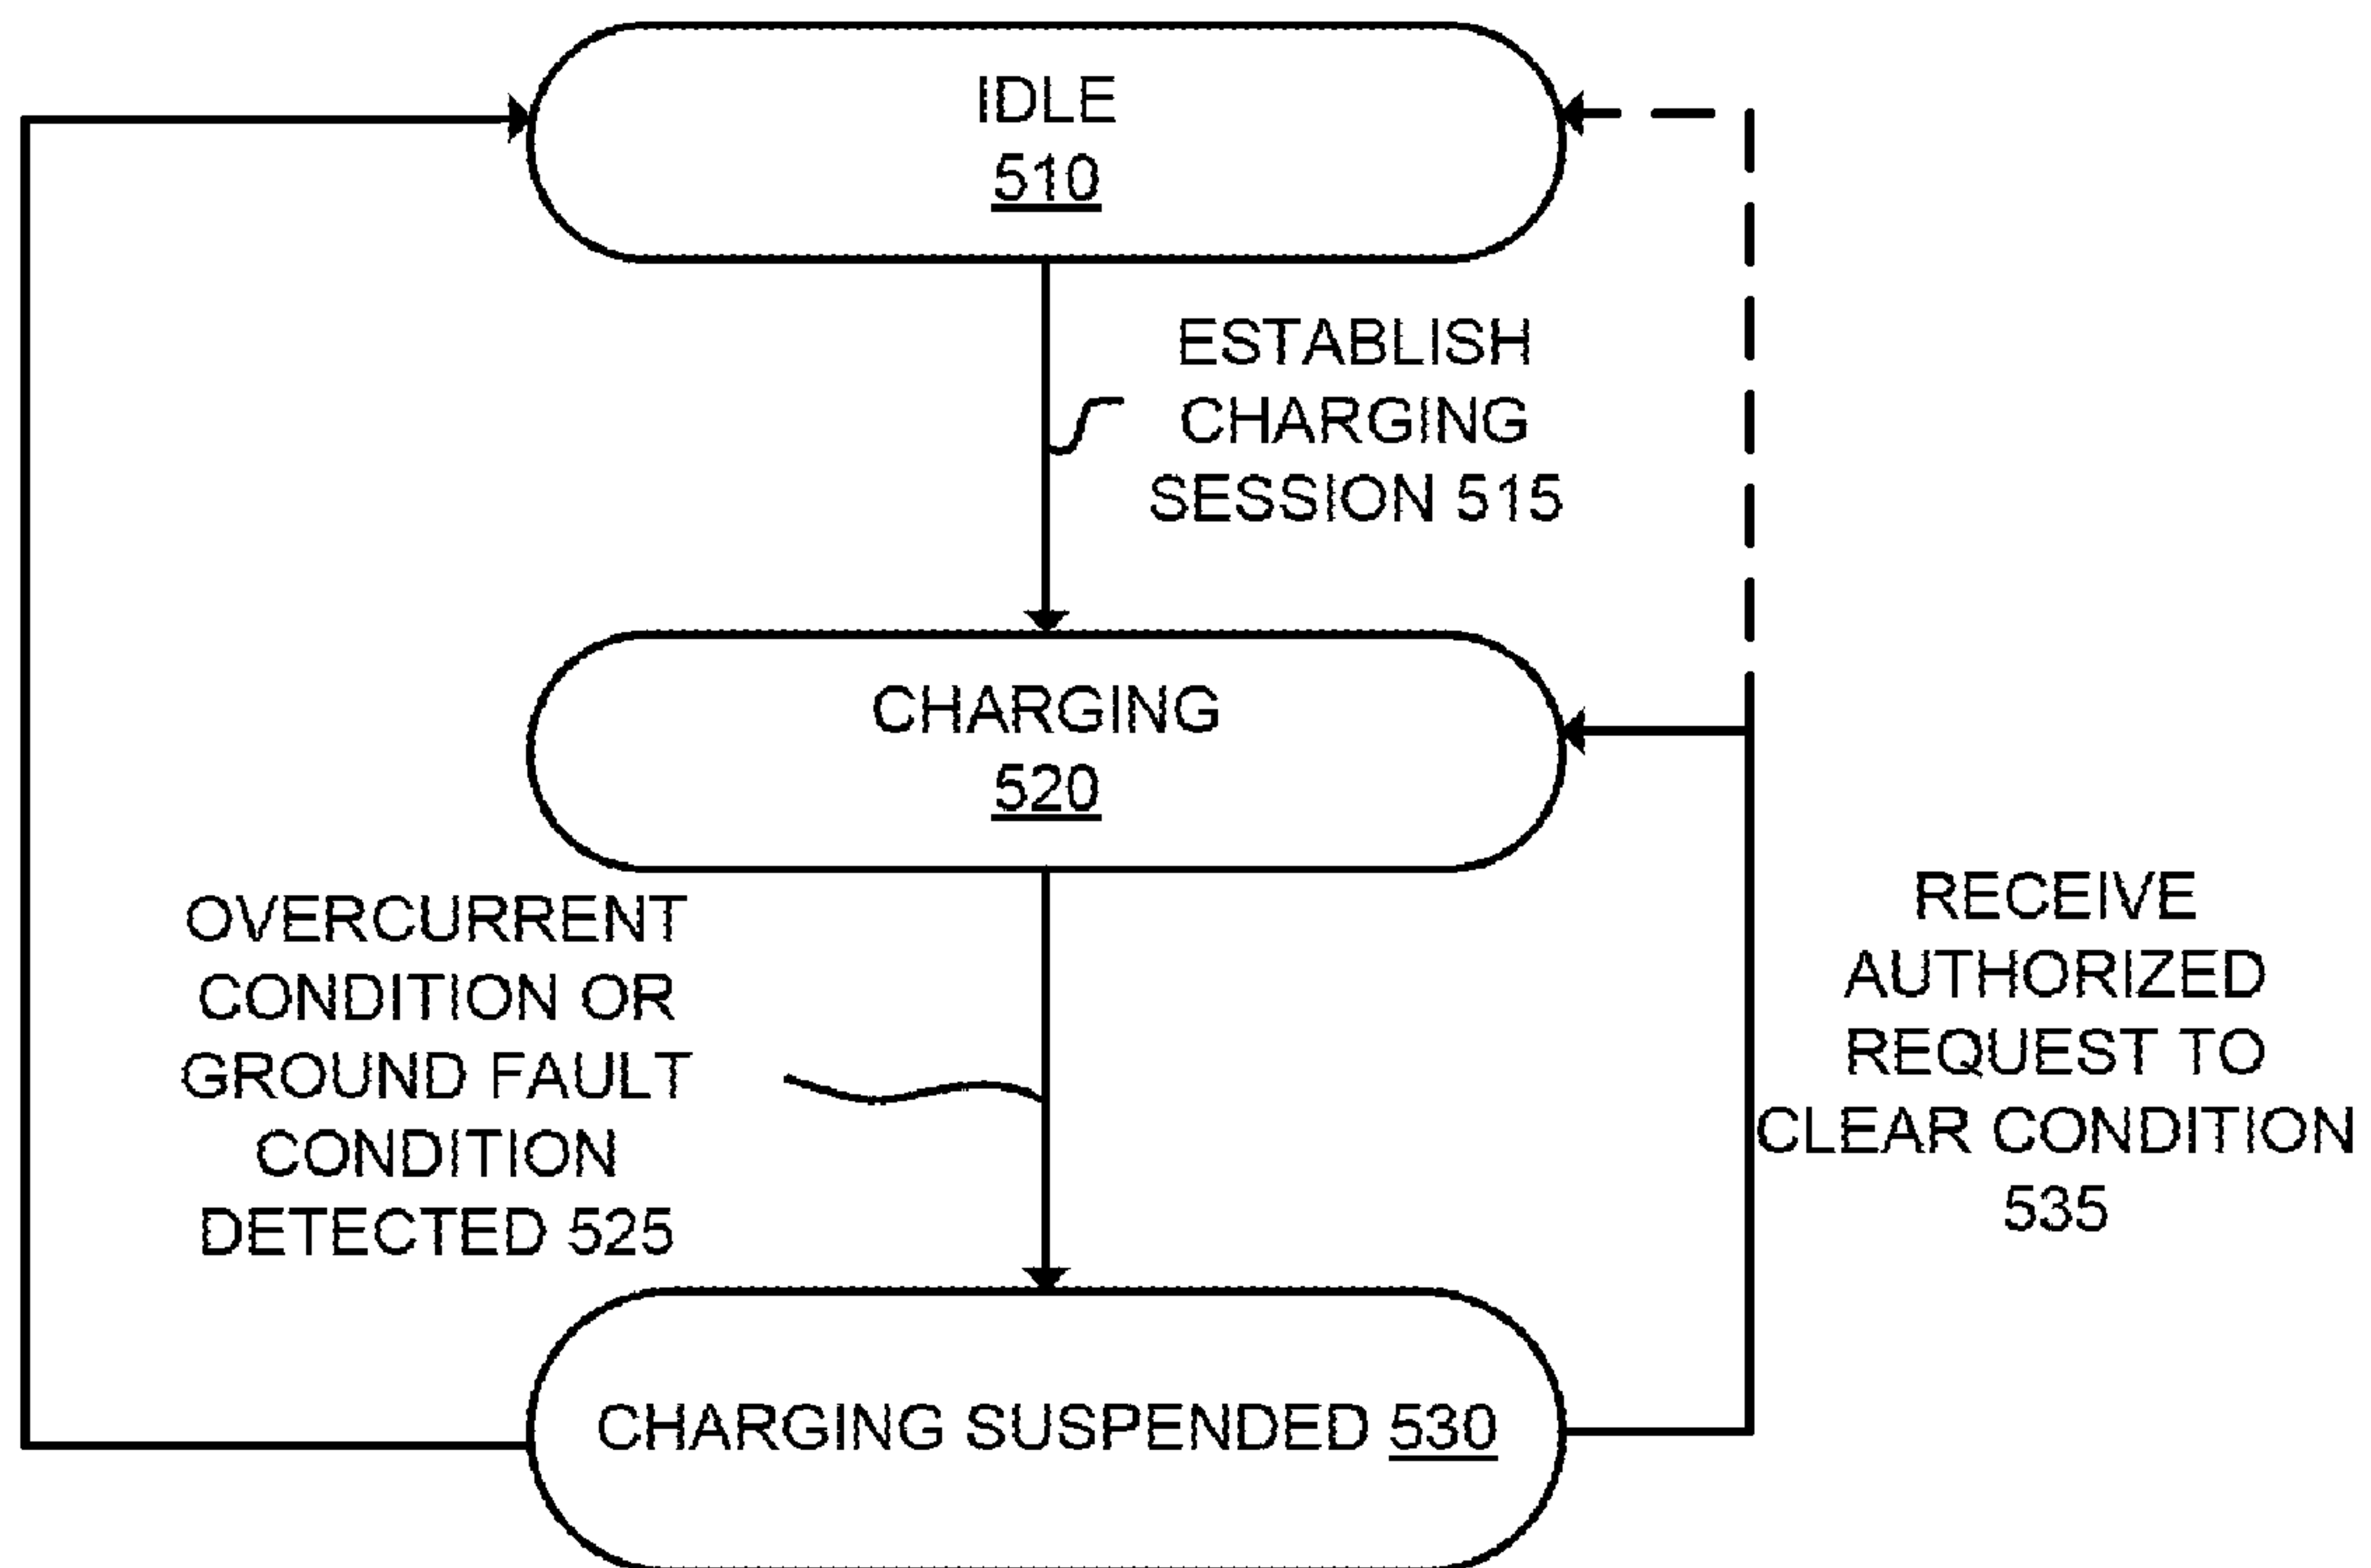 IDLE
510
ESTABLISH
CHARGING
SESSION 515
CHARGING
520
OVERCURRENT
CONDITION OR
GROUND FAULT
CONDITION
DETECTED 525
RECEIVE
AUTHORIZED
REQUEST TO
CLEAR CONDITION
535
CHARGING SUSPENDED 530